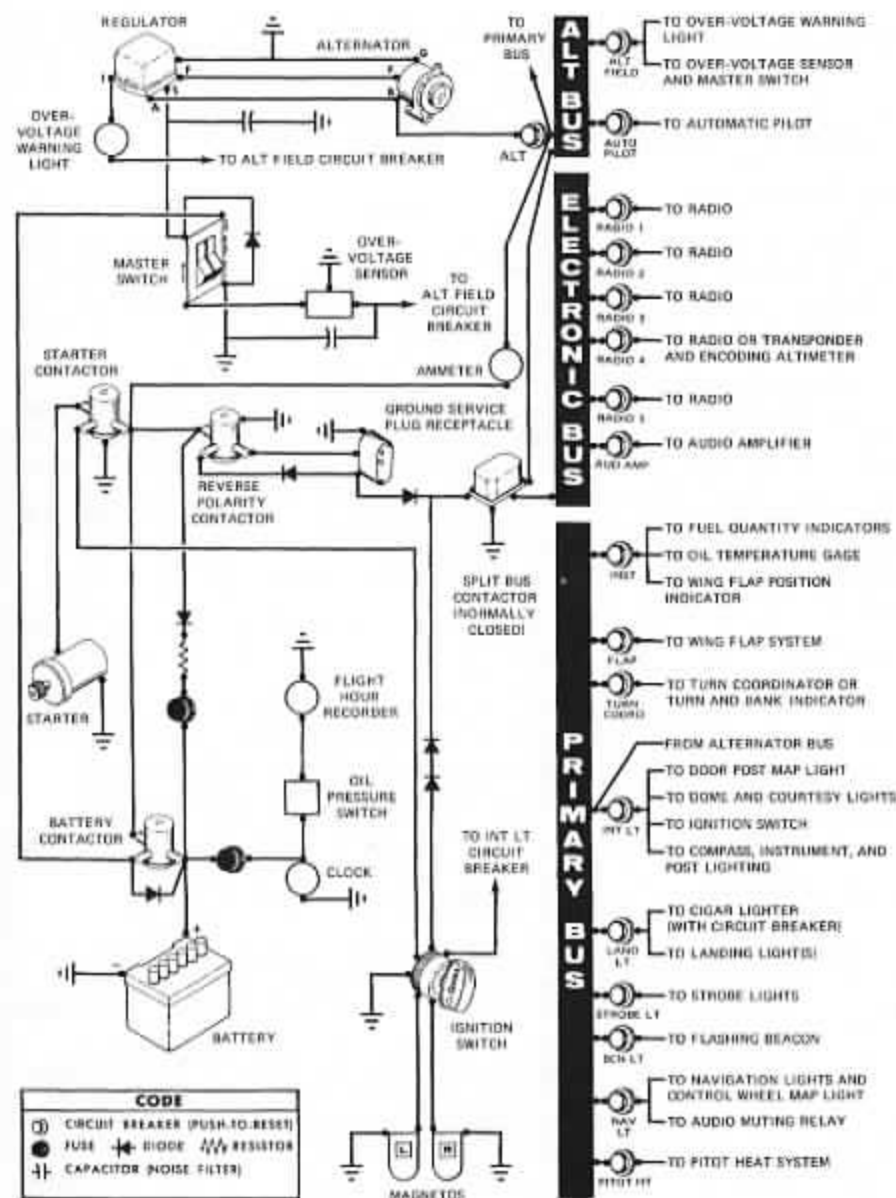 REGULATOR
ALTERNATOR
G
F
F
S
A
B
I
OVER-
VOLTAGE
WARNING
LIGHT
TO ALT FIELD CIRCUIT BREAKER
TO
PRIMARY
BUS
ALT
MASTER
SWITCH
OVER-
VOLTAGE
SENSOR
TO
ALT FIELD
CIRCUIT
BREAKER
STARTER
CONTACTOR
AMMETER
GROUND SERVICE
PLUG RECEPTACLE
REVERSE
POLARITY
CONTACTOR
SPLIT BUS
CONTACTOR
(NORMALLY
CLOSED)
STARTER
FLIGHT
HOUR
RECORDER
OIL
PRESSURE
SWITCH
BATTERY
CONTACTOR
CLOCK
TO INT LT
CIRCUIT
BREAKER
- +
BATTERY
IGNITION
SWITCH
L
R
MAGNETOS
CODE
CIRCUIT BREAKER (PUSH-TO-RESET)
FUSE DIODE RESISTOR
CAPACITOR (NOISE FILTER)
ALT BUS
ALT
FIELD
TO OVER-VOLTAGE WARNING
LIGHT
TO OVER-VOLTAGE SENSOR
AND MASTER SWITCH
AUTO
PILOT
TO AUTOMATIC PILOT
ELECTRONIC BUS
RADIO 1
TO RADIO
RADIO 2
TO RADIO
RADIO 3
TO RADIO
RADIO 4
TO RADIO OR TRANSPONDER
AND ENCODING ALTIMETER
RADIO 5
TO RADIO
AUD AMP
TO AUDIO AMPLIFIER
PRIMARY BUS
INST
TO FUEL QUANTITY INDICATORS
TO OIL TEMPERATURE GAGE
TO WING FLAP POSITION
INDICATOR
FLAP
TO WING FLAP SYSTEM
TURN
COORD
TO TURN COORDINATOR OR
TURN AND BANK INDICATOR
FROM ALTERNATOR BUS
INT LT
TO DOOR POST MAP LIGHT
TO DOME AND COURTESY LIGHTS
TO IGNITION SWITCH
TO COMPASS, INSTRUMENT, AND
POST LIGHTING
LAND
LT
TO CIGAR LIGHTER
(WITH CIRCUIT BREAKER)
TO LANDING LIGHT(S)
STROBE LT
TO STROBE LIGHTS
BCN LT
TO FLASHING BEACON
NAV
LT
TO NAVIGATION LIGHTS AND
CONTROL WHEEL MAP LIGHT
TO AUDIO MUTING RELAY
PITOT HT
TO PITOT HEAT SYSTEM